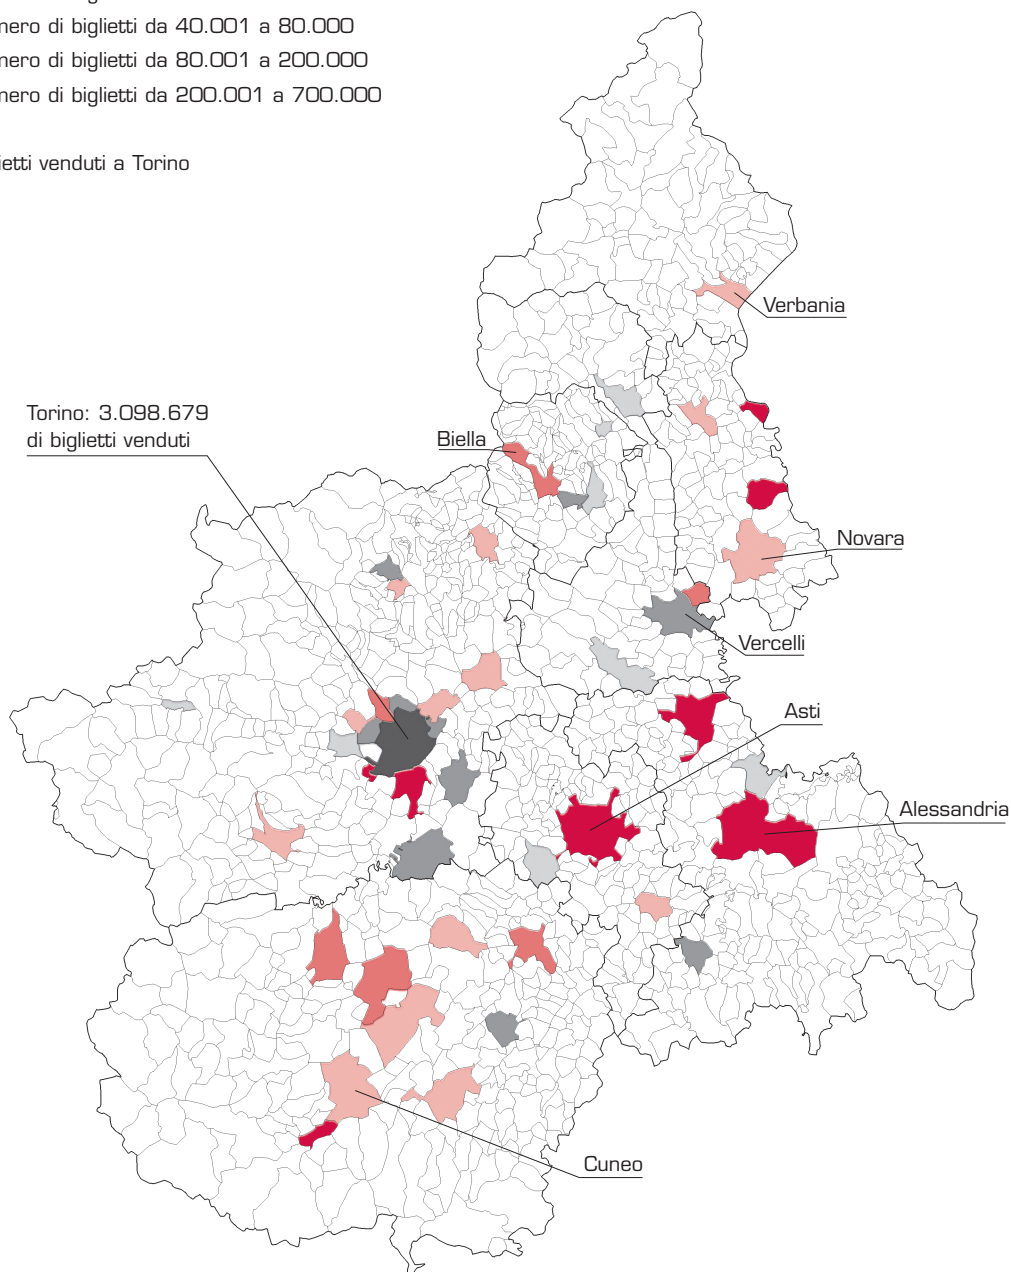 nero di biglietti da 40.001 a 80.000
nero di biglietti da 80.001 a 200.000
nero di biglietti da 200.001 a 700.000
ietti venduti a Torino
Verbania
Torino: 3.098.679
di biglietti venduti
Biella
Novara
Vercelli
Asti
Alessandria
Cuneo